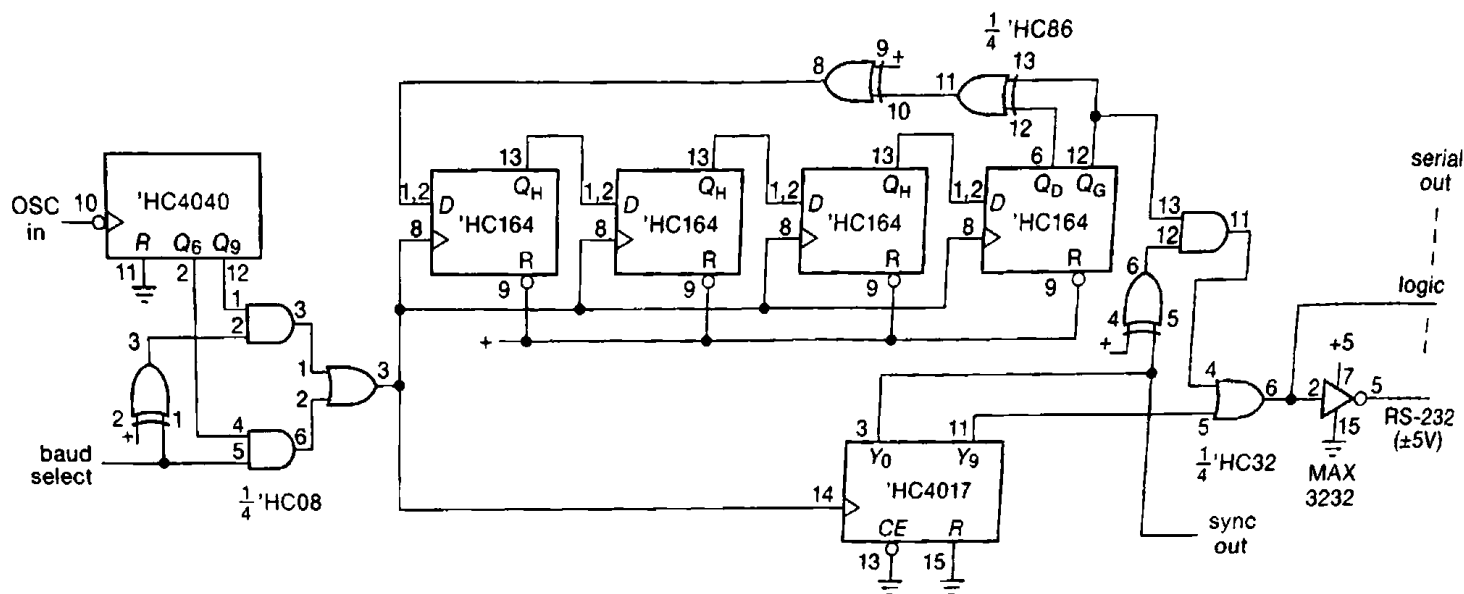 1/4 'HC86
8
9
+
10
11
13
12
13
13
13
6
12
1,2
D
QH
'HC164
8
R
9
1,2
D
QH
'HC164
8
R
9
1,2
D
QH
'HC164
8
R
9
1,2
D
QD
QG
'HC164
8
R
9
+
OSC in
10
'HC4040
R
Q6
Q9
11
2
12
1
2
3
3
2
+
1
4
5
6
1
2
3
baud select
1/4 'HC08
13
12
11
6
4
5
+
3
11
Y0
Y9
'HC4017
14
CE
R
13
15
sync out
4
5
6
1/4 'HC32
serial out
logic
+5
7
2
5
15
RS-232 (±5V)
MAX 3232